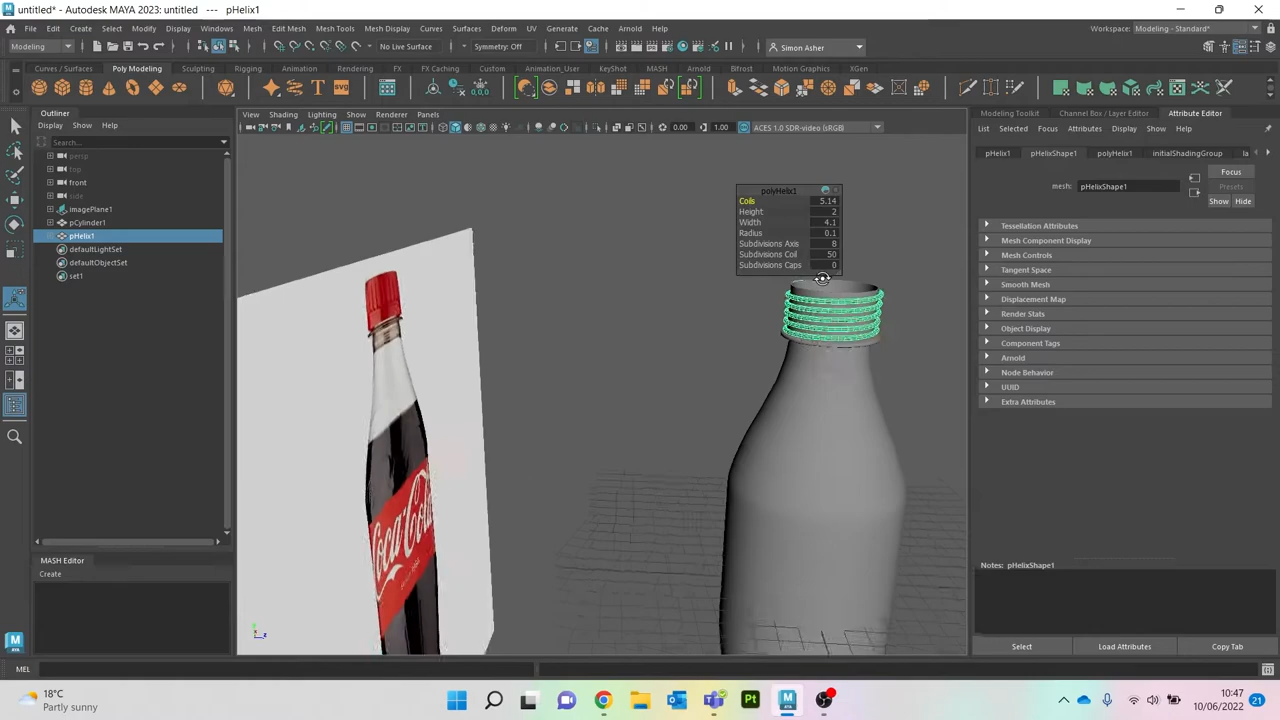 untitled* - Autodesk MAYA 2023: untitled --- pHelix1
File Edit Create Select Modify Display Windows Mesh Edit Mesh Mesh Tools Mesh Display Curves Surfaces Deform UV Generate Cache Arnold Help
Workspace: Modeling - Standard*
Modeling
No Live Surface
Symmetry: Off
Simon Asher
Curves / Surfaces Poly Modeling Sculpting Rigging Animation Rendering FX FX Caching Custom Animation_User KeyShot MASH Arnold Bifrost Motion Graphics XGen
Outliner
Display Show Help
Search...
persp
top
front
side
imagePlane1
pCylinder1
pHelix1
defaultLightSet
defaultObjectSet
set1
MASH Editor
Create
View Shading Lighting Show Renderer Panels
0.00 1.00 ACES 1.0 SDR-video (sRGB)
polyHelix1
Coils 5.14
Height 2
Width 4.1
Radius 0.1
Subdivisions Axis 8
Subdivisions Coil 50
Subdivisions Caps 0
Coca-Cola
Modeling Toolkit Channel Box / Layer Editor Attribute Editor
List Selected Focus Attributes Display Show Help
pHelix1 pHelixShape1 polyHelix1 initialShadingGroup la
Focus
mesh: pHelixShape1
Presets
Show Hide
Tessellation Attributes
Mesh Component Display
Mesh Controls
Tangent Space
Smooth Mesh
Displacement Map
Render Stats
Object Display
Component Tags
Arnold
Node Behavior
UUID
Extra Attributes
Notes: pHelixShape1
Select Load Attributes Copy Tab
MEL
18°C
Partly sunny
Pt
10:47
10/06/2022
21